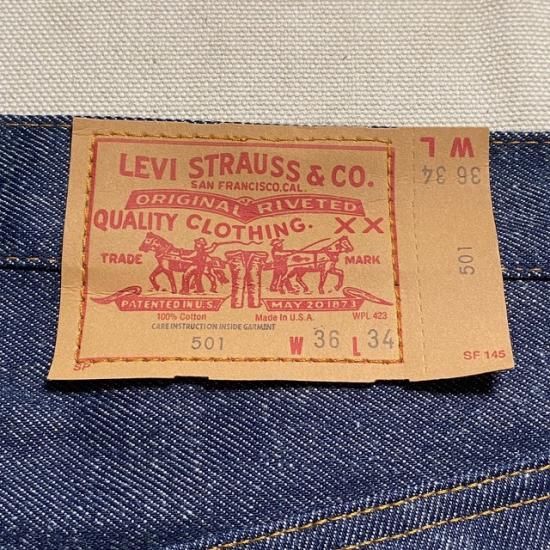 LEVI STRAUSS & CO.
SAN FRANCISCO.CAL.
ORIGINAL RIVETED
QUALITY CLOTHING. XX
TRADE MARK
PATENTED IN U.S. MAY 20 1873
100% Cotton Made in U.S.A. WPL 423
CARE INSTRUCTION INSIDE GARMENT
501 W 36 L 34
SP
W L
36 34
501
SF 145